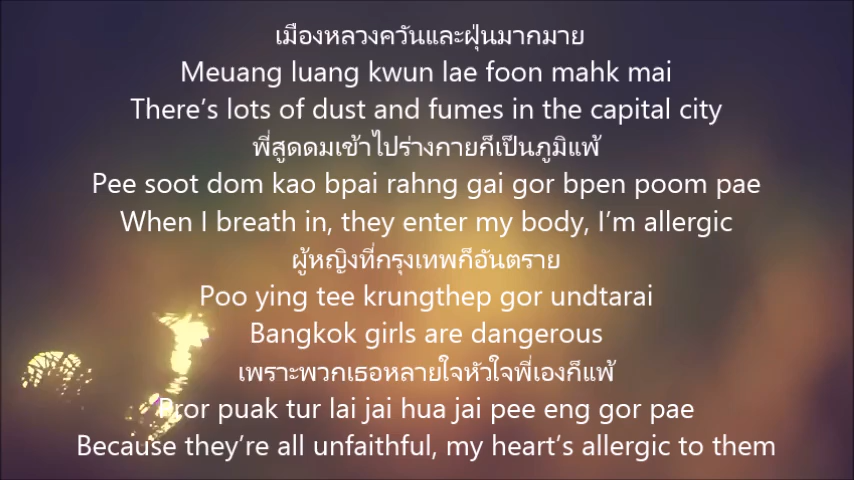 เมืองหลวงควันและฝุ่นมากมาย
Meuang luang kwun lae foon mahk mai
There's lots of dust and fumes in the capital city
พี่สูดดมเข้าไปร่างกายก็เป็นภูมิแพ้
Pee soot dom kao bpai rahng gai gor bpen poom pae
When I breath in, they enter my body, I'm allergic
ผู้หญิงที่กรุงเทพก็อันตราย
Poo ying tee krungthep gor undtarai
Bangkok girls are dangerous
เพราะพวกเธอหลายใจหัวใจพี่เองก็แพ้
Pror puak tur lai jai hua jai pee eng gor pae
Because they're all unfaithful, my heart's allergic to them